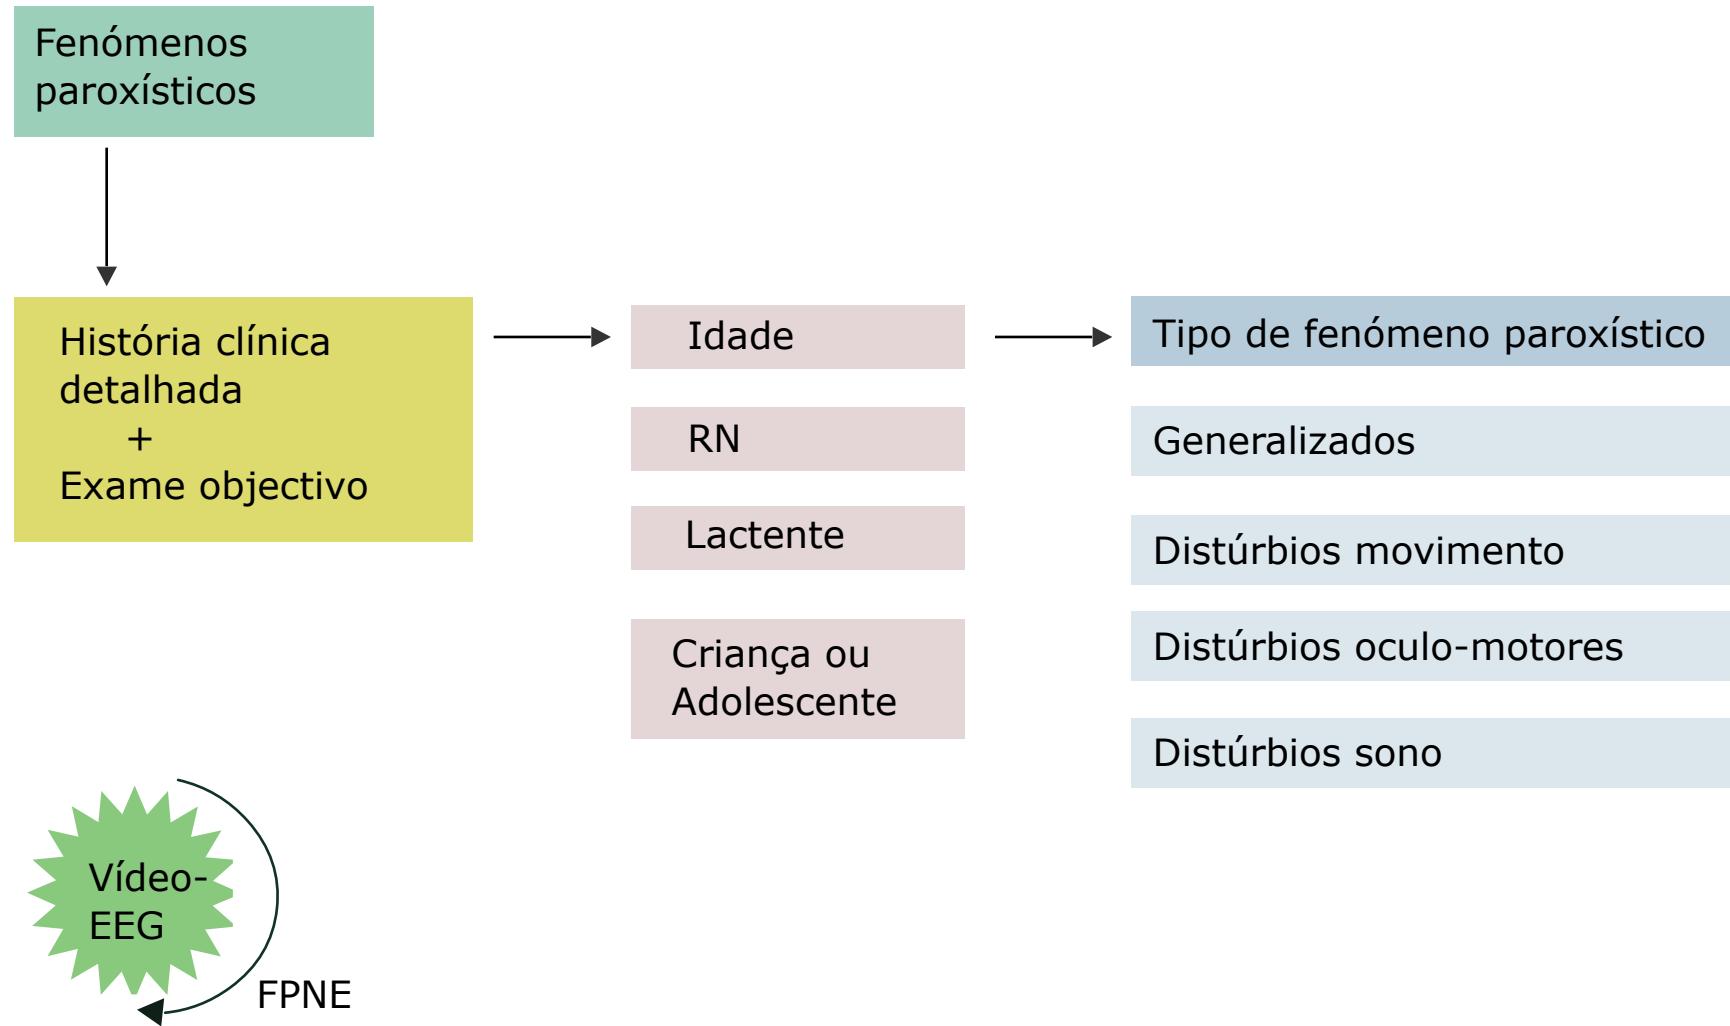 Fenómenos
paroxísticos
História clínica
detalhada
+
Exame objectivo
Idade
RN
Lactente
Criança ou
Adolescente
Tipo de fenómeno paroxístico
Generalizados
Distúrbios movimento
Distúrbios oculo-motores
Distúrbios sono
Vídeo-
EEG
FPNE